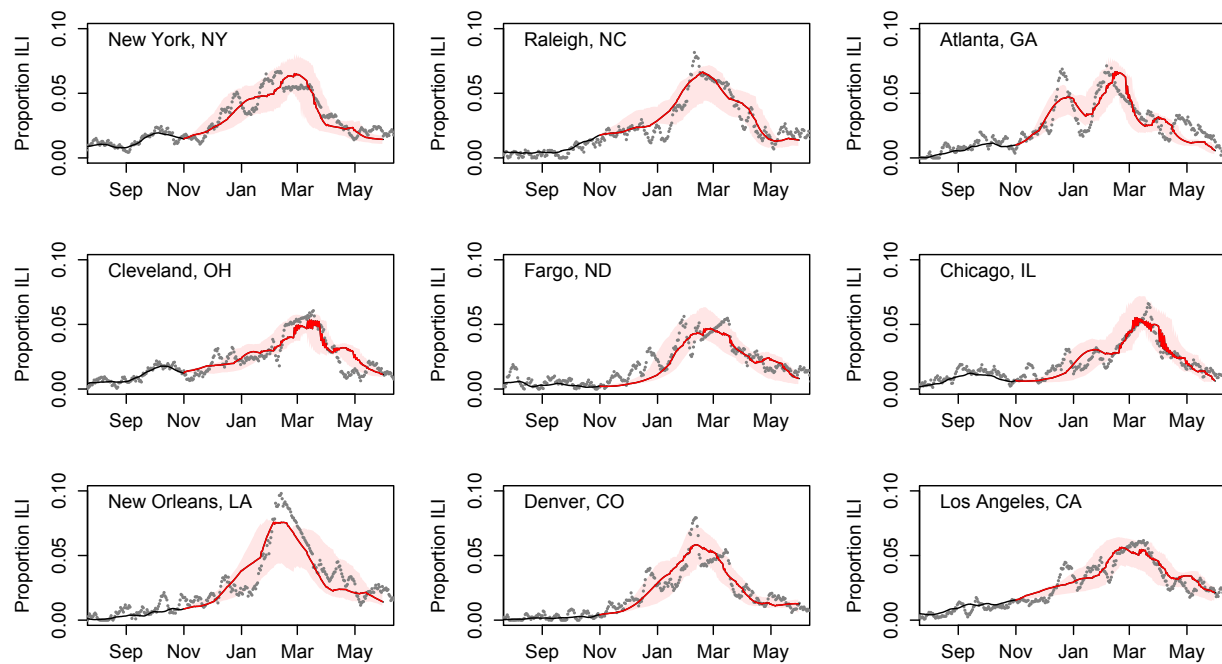 New York, NY
Proportion ILI
0.00 0.05 0.10
Sep Nov Jan Mar May
Raleigh, NC
Proportion ILI
0.00 0.05 0.10
Sep Nov Jan Mar May
Atlanta, GA
Proportion ILI
0.00 0.05 0.10
Sep Nov Jan Mar May
Cleveland, OH
Proportion ILI
0.00 0.05 0.10
Sep Nov Jan Mar May
Fargo, ND
Proportion ILI
0.00 0.05 0.10
Sep Nov Jan Mar May
Chicago, IL
Proportion ILI
0.00 0.05 0.10
Sep Nov Jan Mar May
New Orleans, LA
Proportion ILI
0.00 0.05 0.10
Sep Nov Jan Mar May
Denver, CO
Proportion ILI
0.00 0.05 0.10
Sep Nov Jan Mar May
Los Angeles, CA
Proportion ILI
0.00 0.05 0.10
Sep Nov Jan Mar May